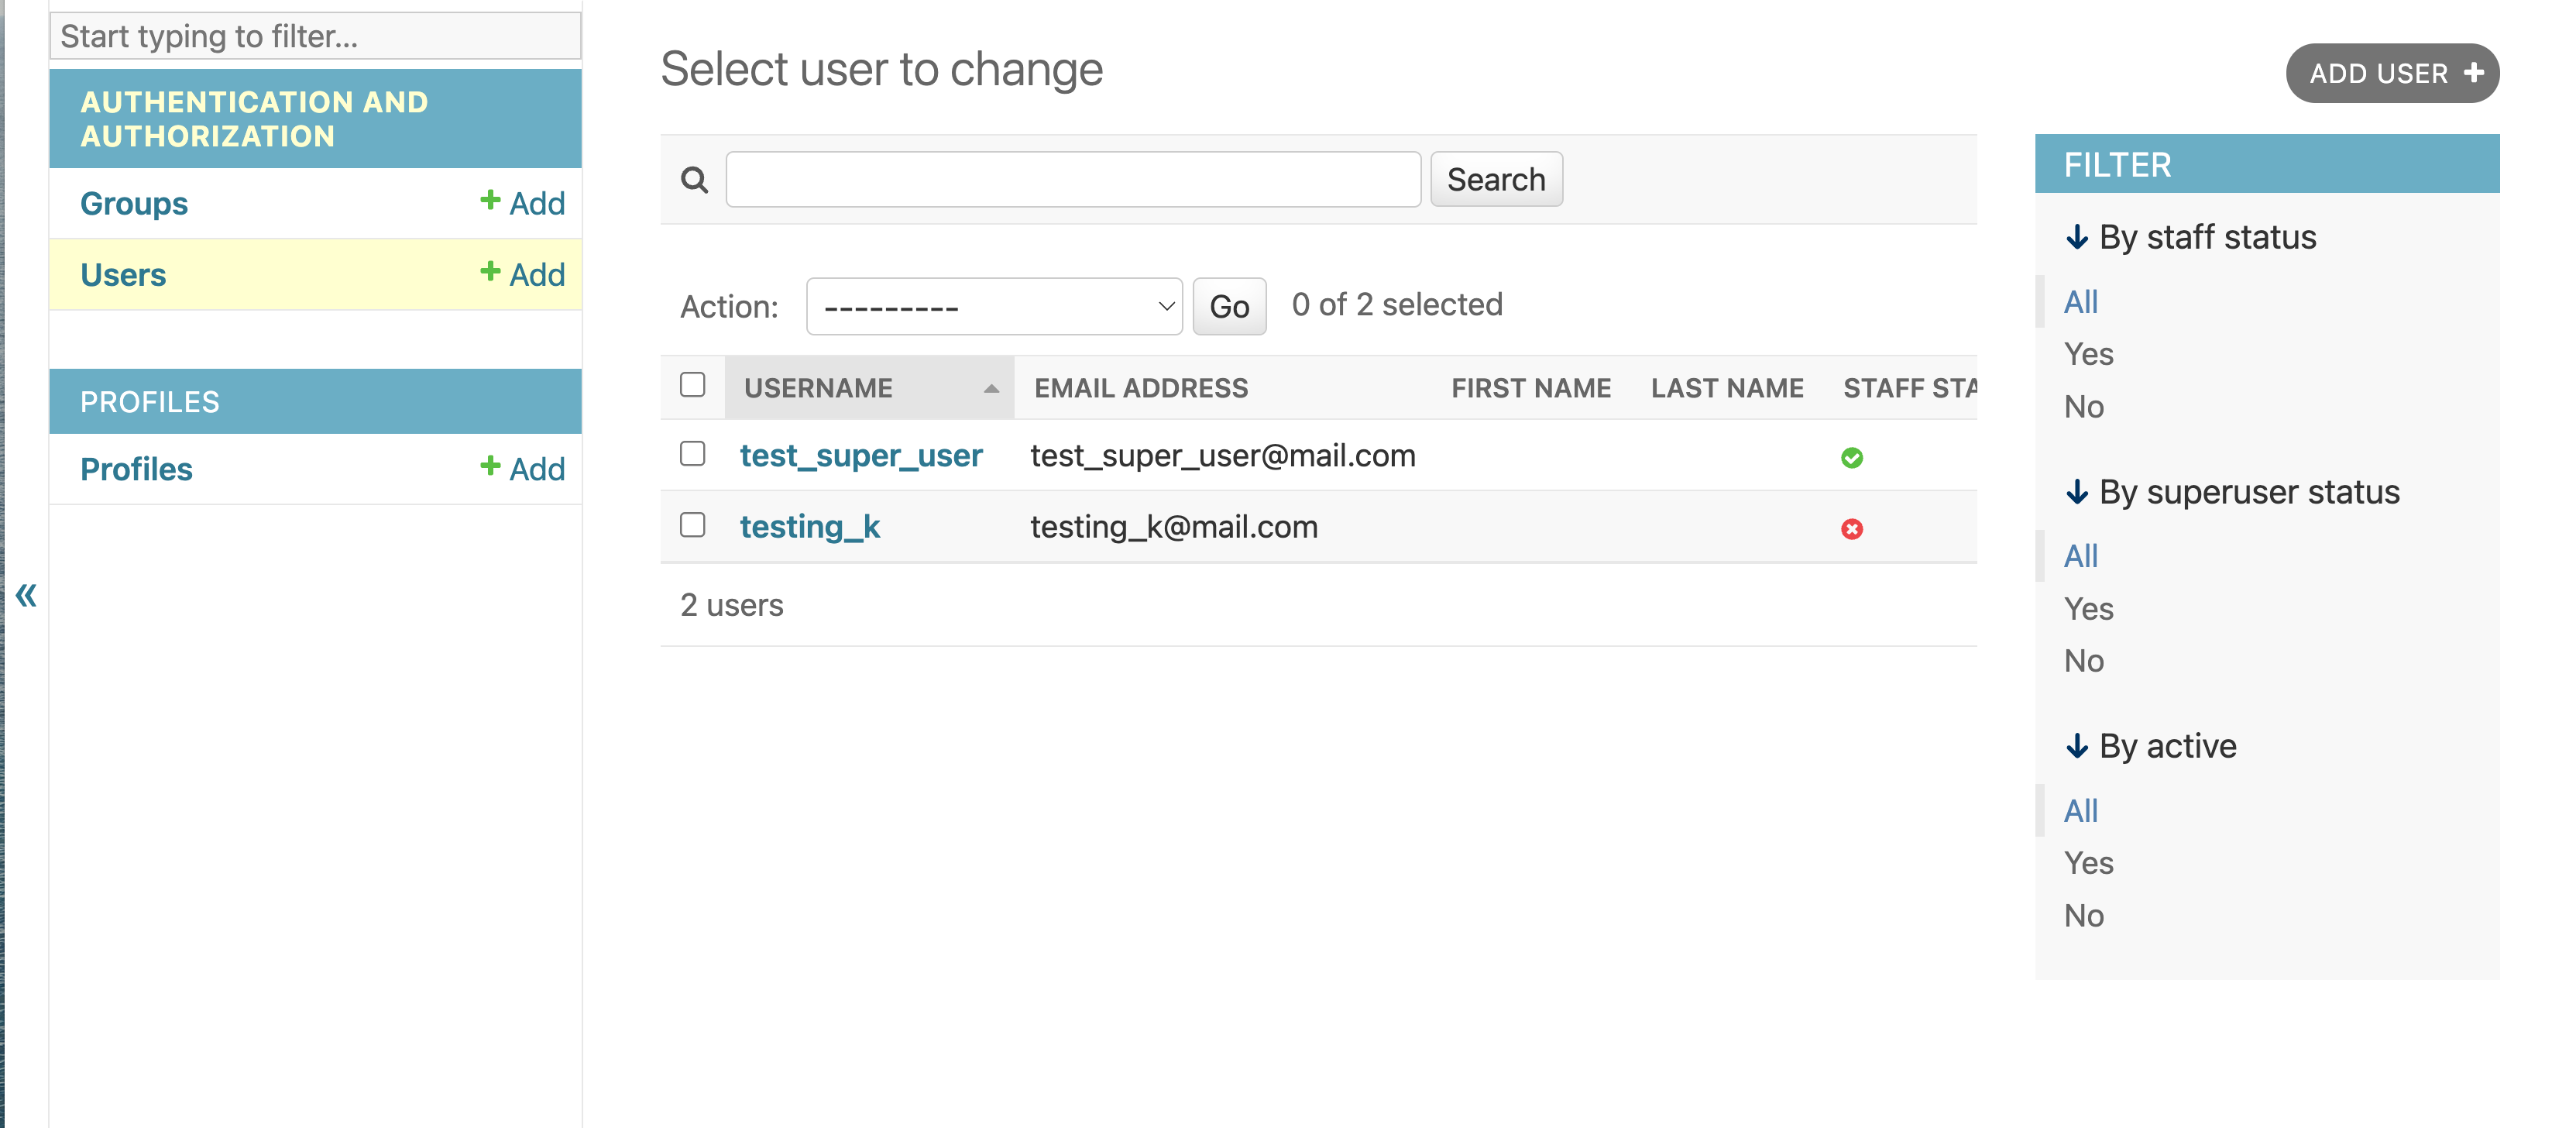 Start typing to filter...
AUTHENTICATION AND
AUTHORIZATION
Groups + Add
Users + Add
PROFILES
Profiles + Add
«
Select user to change
ADD USER +
Search
Action: --------- Go 0 of 2 selected
USERNAME EMAIL ADDRESS FIRST NAME LAST NAME STAFF STA
test_super_user test_super_user@mail.com
testing_k testing_k@mail.com
2 users
FILTER
↓ By staff status
All
Yes
No
↓ By superuser status
All
Yes
No
↓ By active
All
Yes
No